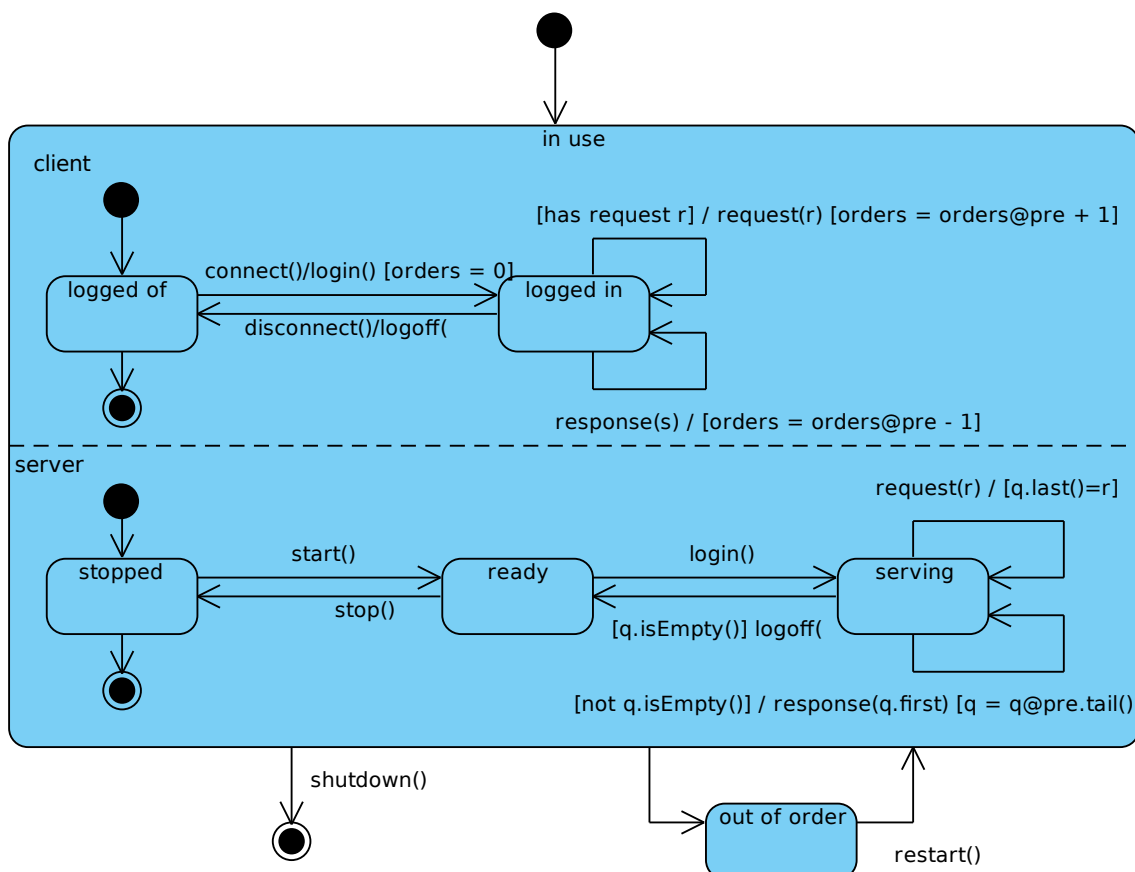 in use
client
[has request r] / request(r) [orders = orders@pre + 1]
connect()/login() [orders = 0]
logged of
logged in
disconnect()/logoff(
response(s) / [orders = orders@pre - 1]
server
request(r) / [q.last()=r]
start()
login()
stopped
ready
serving
stop()
[q.isEmpty()] logoff(
[not q.isEmpty()] / response(q.first) [q = q@pre.tail()
shutdown()
out of order
restart()